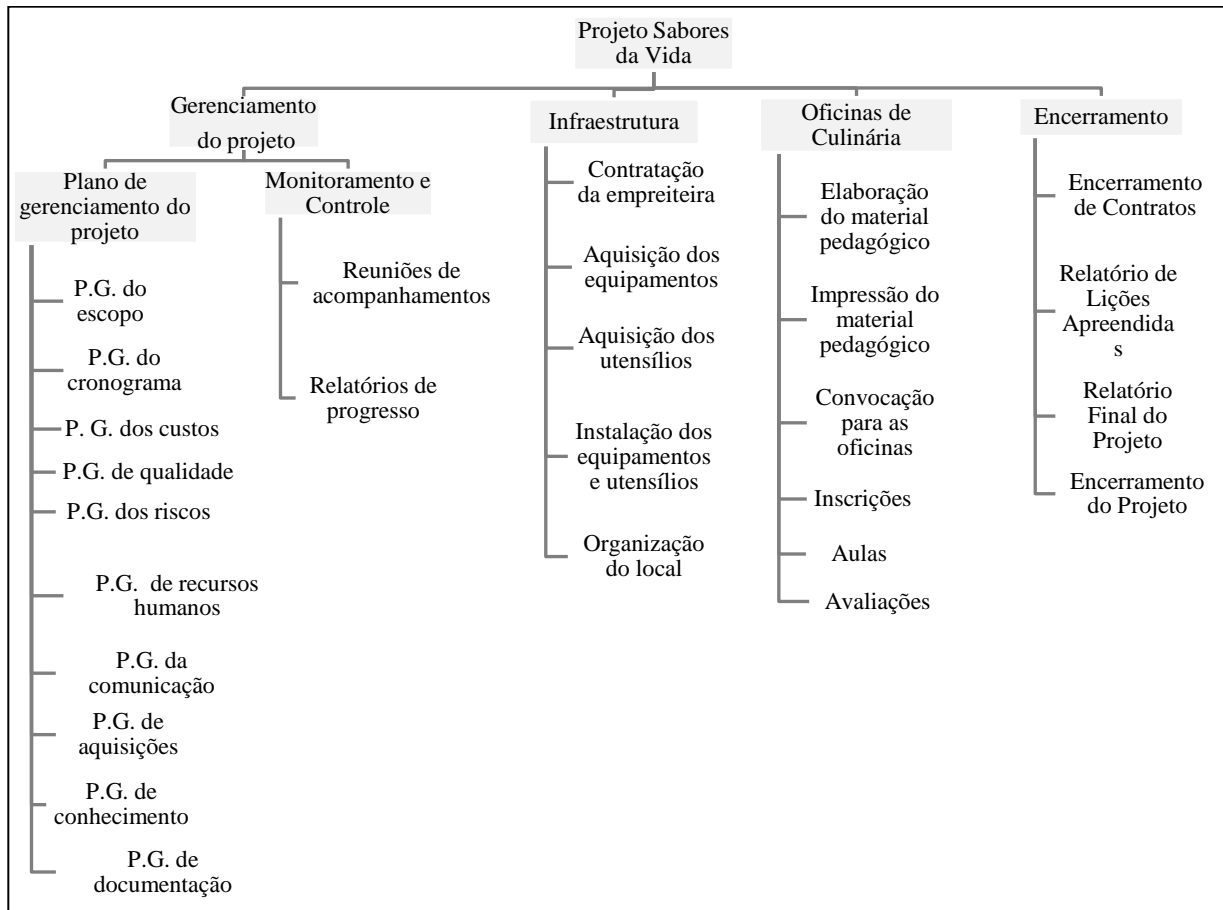 Projeto Sabores
da Vida
Gerenciamento
do projeto
Plano de
gerenciamento do
projeto
P.G. do
escopo
P.G. do
cronograma
P. G. dos custos
P.G. de qualidade
P.G. dos riscos
P.G. de recursos
humanos
P.G. da
comunicação
P.G. de
aquisições
P.G. de
conhecimento
P.G. de
documentação
Monitoramento e
Controle
Reuniões de
acompanhamentos
Relatórios de
progresso
Infraestrutura
Contratação
da empreiteira
Aquisição dos
equipamentos
Aquisição dos
utensílios
Instalação dos
equipamentos
e utensílios
Organização
do local
Oficinas de
Culinária
Elaboração
do material
pedagógico
Impressão do
material
pedagógico
Convocação
para as
oficinas
Inscrições
Aulas
Avaliações
Encerramento
Encerramento
de Contratos
Relatório de
Lições
Apreendida
s
Relatório
Final do
Projeto
Encerramento
do Projeto